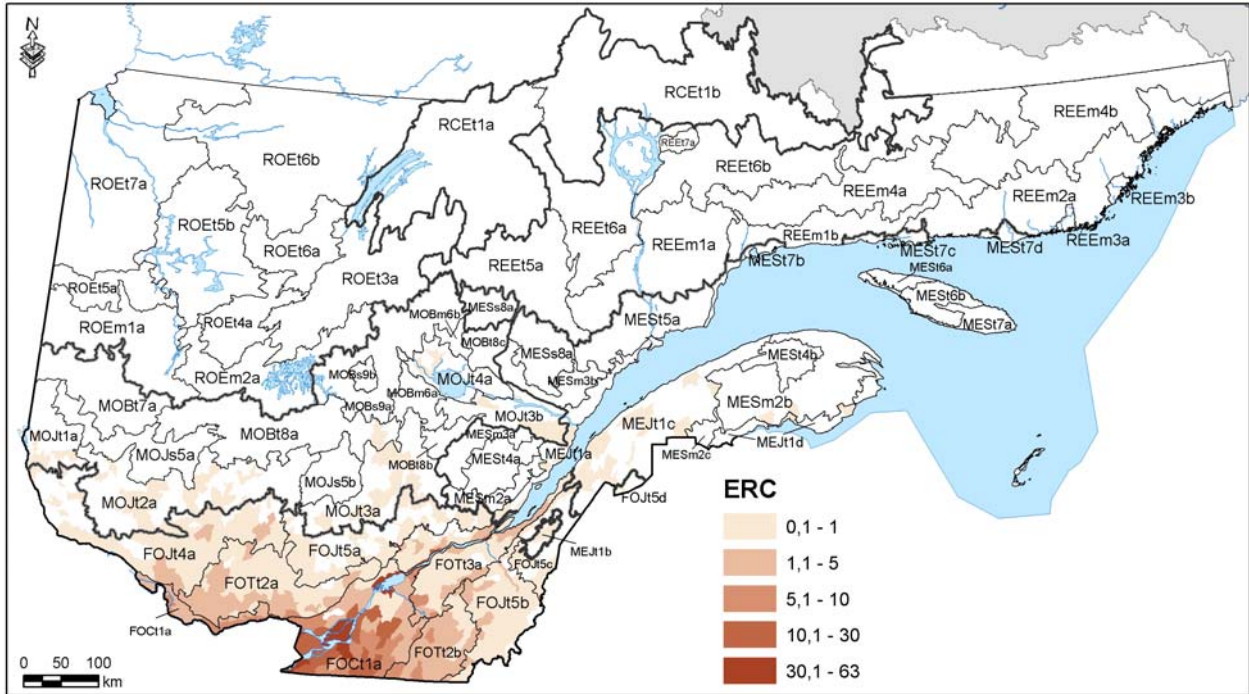 N
RCEt1b
REEm4b
RCEt1a
REEt7a
ROEt6b
REEt6b
ROEt7a
REEm4a
REEm2a
REEm3b
ROEt5b
REEt6a
REEm1a
REEm1b
MESt7c
MESt7d
REEm3a
ROEt6a
MESt7b
REEt5a
MESt6a
ROEt3a
ROEt5a
MESt6b
MOBm6b
MESs8a
MESt5a
MESt7a
ROEm1a
ROEt4a
MOBt8c
MESs8a
MESt4b
ROEm2a
MOBs9b
MOJt4a
MESm3b
MOBm6a
MESm2b
MOBt7a
MOBs9a
MOJt3b
MEJt1c
MOJt1a
MOBt8a
MESm3a
MEJt1d
MOJs5a
MEJt1a
MESm2c
MESt4a
MOBt8b
MOJs5b
FOJt5d
MOJt2a
MESm2a
MOJt3a
MEJt1b
FOJt4a
FOJt5a
FOTt3a
FOJt5c
FOTt2a
FOJt5b
FOCt1a
FOTt2b
FOCt1a
ERC
0,1 - 1
1,1 - 5
5,1 - 10
10,1 - 30
30,1 - 63
0 50 100
km